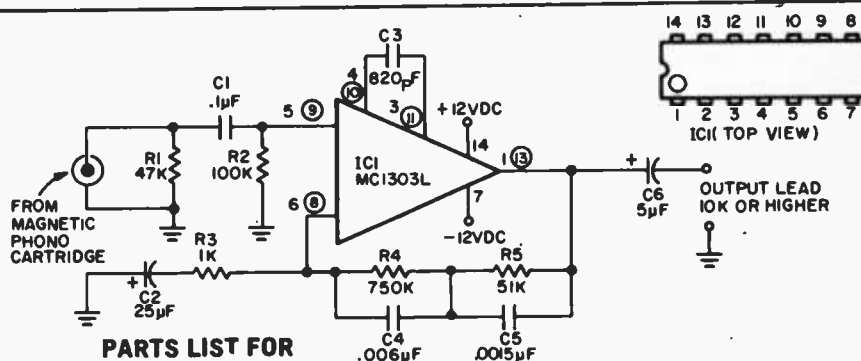 14 13 12 11 10 9 8
1 2 3 4 5 6 7
IC1(TOP VIEW)
C3
820pF
4
10
3
11
C1
.1µF
5
9
+12VDC
14
R1
47K
R2
100K
IC1
MC1303L
1
13
+
C6
5µF
OUTPUT LEAD
10K OR HIGHER
FROM
MAGNETIC
PHONO
CARTRIDGE
6
8
7
-12VDC
R3
1K
R4
750K
R5
51K
+
C2
25µF
C4
.006µF
C5
.0015µF
PARTS LIST FOR